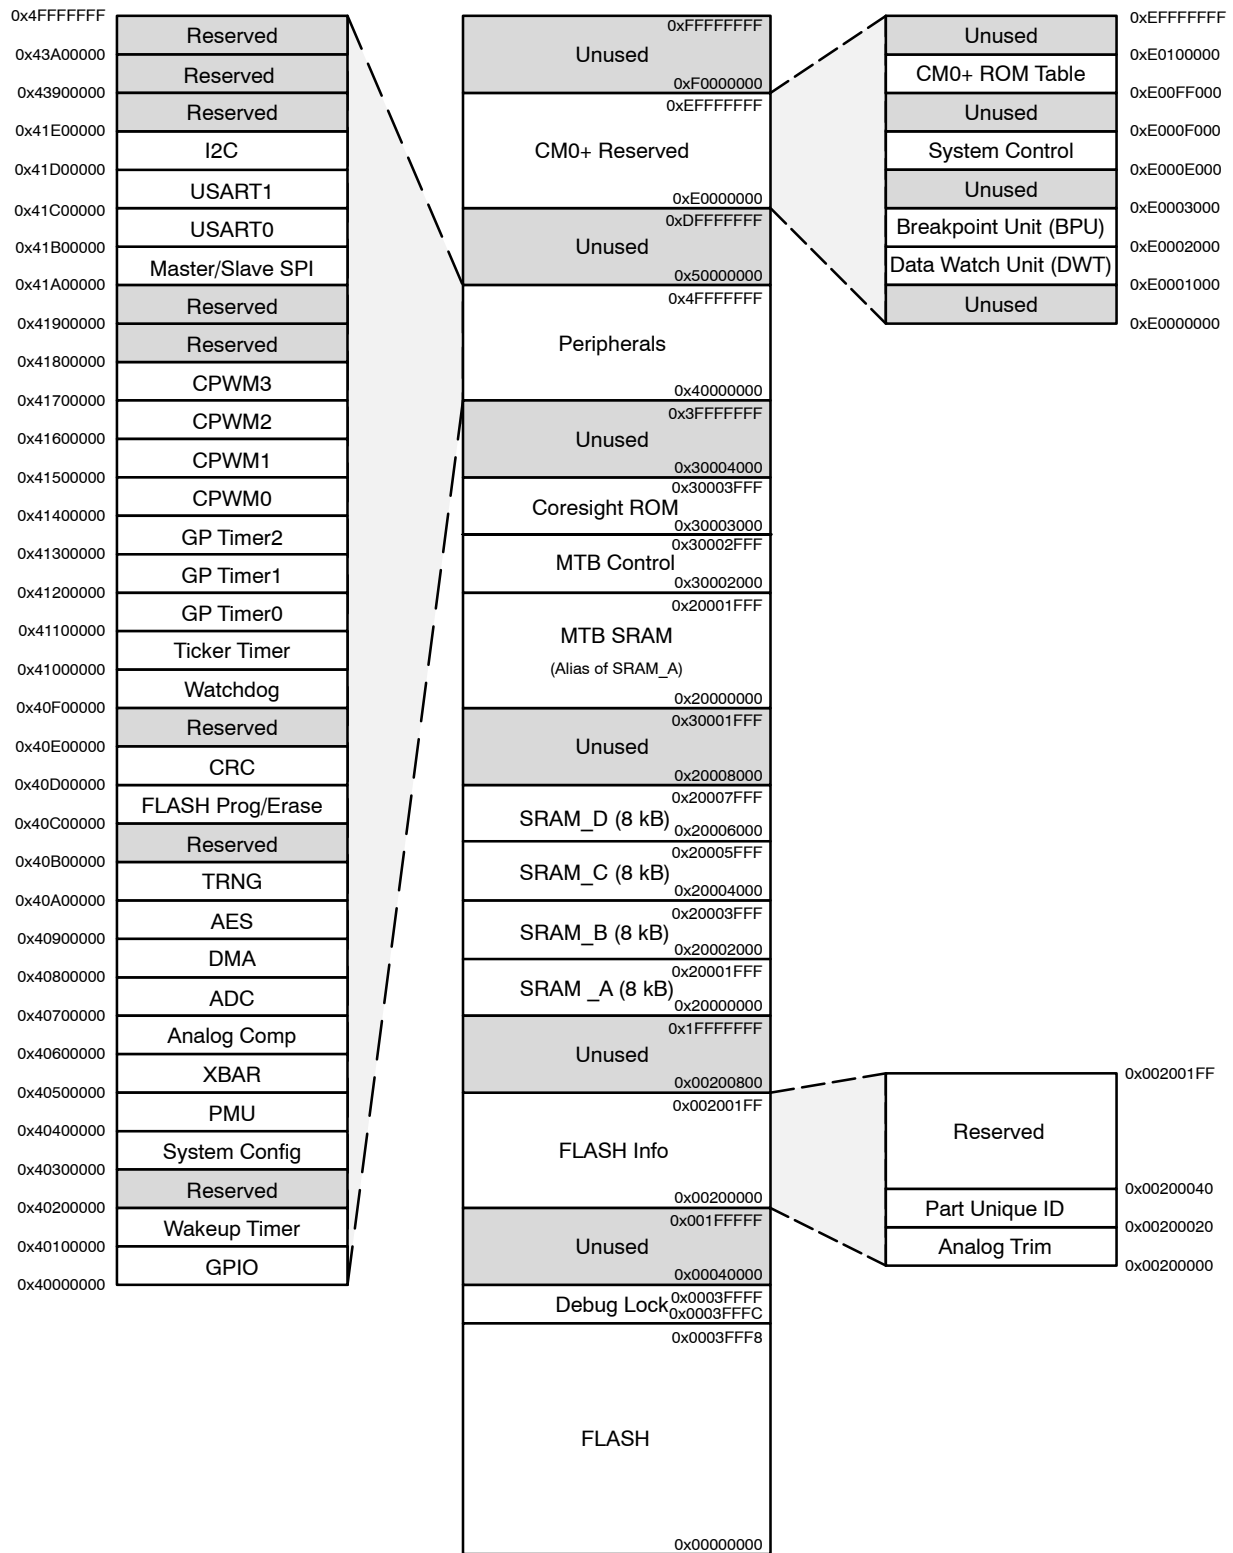 0x4FFFFFFF
Reserved
0x43A00000
Reserved
0x43900000
Reserved
0x41E00000
I2C
0x41D00000
USART1
0x41C00000
USART0
0x41B00000
Master/Slave SPI
0x41A00000
Reserved
0x41900000
Reserved
0x41800000
CPWM3
0x41700000
CPWM2
0x41600000
CPWM1
0x41500000
CPWM0
0x41400000
GP Timer2
0x41300000
GP Timer1
0x41200000
GP Timer0
0x41100000
Ticker Timer
0x41000000
Watchdog
0x40F00000
Reserved
0x40E00000
CRC
0x40D00000
FLASH Prog/Erase
0x40C00000
Reserved
0x40B00000
TRNG
0x40A00000
AES
0x40900000
DMA
0x40800000
ADC
0x40700000
Analog Comp
0x40600000
XBAR
0x40500000
PMU
0x40400000
System Config
0x40300000
Reserved
0x40200000
Wakeup Timer
0x40100000
GPIO
0x40000000
0xFFFFFFFF
Unused
0xF0000000
0xEFFFFFFF
CM0+ Reserved
0xE0000000
0xDFFFFFFF
Unused
0x50000000
0x4FFFFFFF
Peripherals
0x40000000
0x3FFFFFFF
Unused
0x30004000
0x30003FFF
Coresight ROM
0x30003000
0x30002FFF
MTB Control
0x30002000
0x20001FFF
MTB SRAM
(Alias of SRAM_A)
0x20000000
0x30001FFF
Unused
0x20008000
0x20007FFF
SRAM_D (8 kB)
0x20006000
0x20005FFF
SRAM_C (8 kB)
0x20004000
0x20003FFF
SRAM_B (8 kB)
0x20002000
0x20001FFF
SRAM _A (8 kB)
0x20000000
0x1FFFFFFF
Unused
0x00200800
0x002001FF
FLASH Info
0x00200000
0x001FFFFF
Unused
0x00040000
0x0003FFFF
Debug Lock
0x0003FFFC
0x0003FFF8
FLASH
0x00000000
0xEFFFFFFF
Unused
0xE0100000
CM0+ ROM Table
0xE00FF000
Unused
0xE000F000
System Control
0xE000E000
Unused
0xE0003000
Breakpoint Unit (BPU)
0xE0002000
Data Watch Unit (DWT)
0xE0001000
Unused
0xE0000000
0x002001FF
Reserved
0x00200040
Part Unique ID
0x00200020
Analog Trim
0x00200000